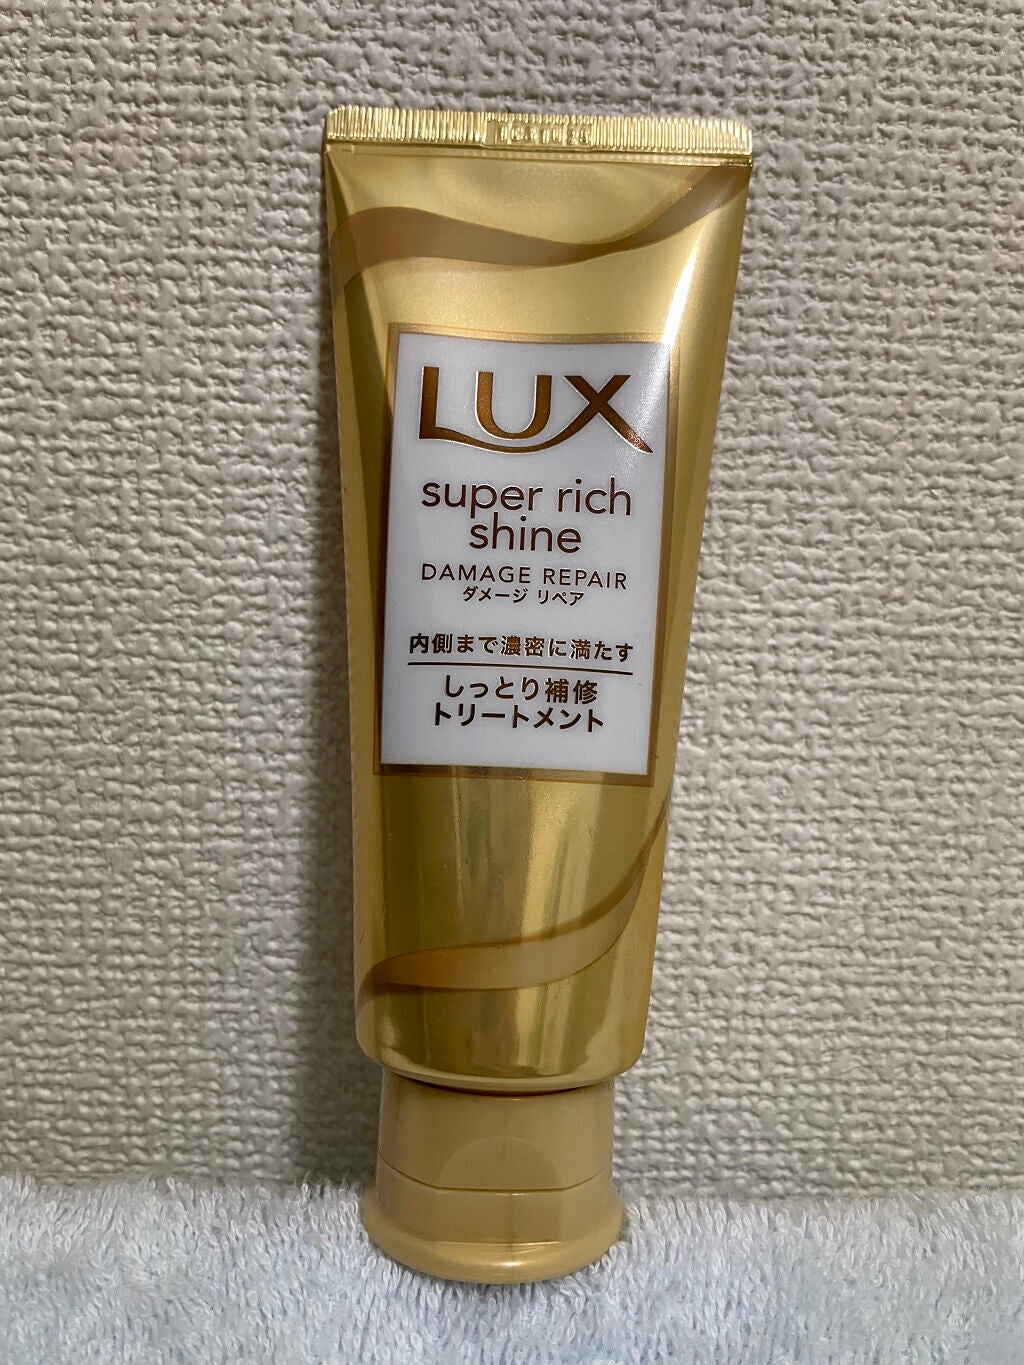 LUX
super rich
shine
DAMAGE REPAIR
ダメージ リペア
内側まで濃密に満たす
しっとり補修
トリートメント